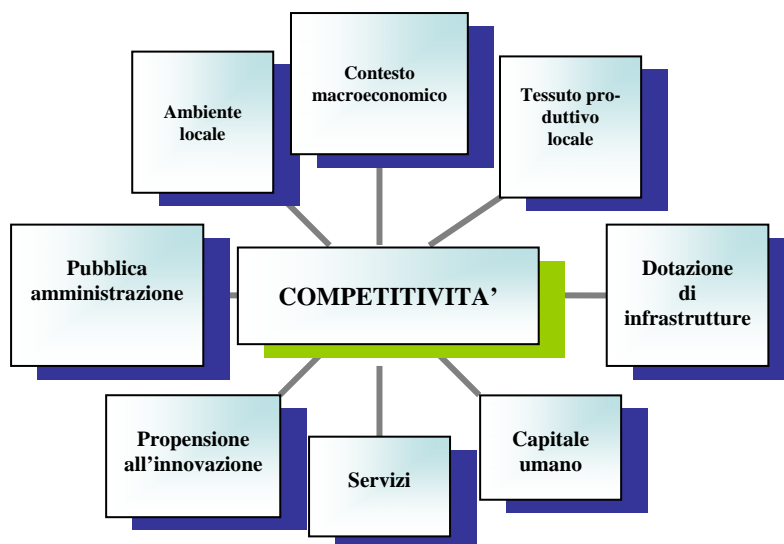 Contesto
macroeconomico
Ambiente
locale
Tessuto pro-
duttivo
locale
Pubblica
amministrazione
COMPETITIVITA’
Dotazione
di
infrastrutture
Propensione
all’innovazione
Servizi
Capitale
umano